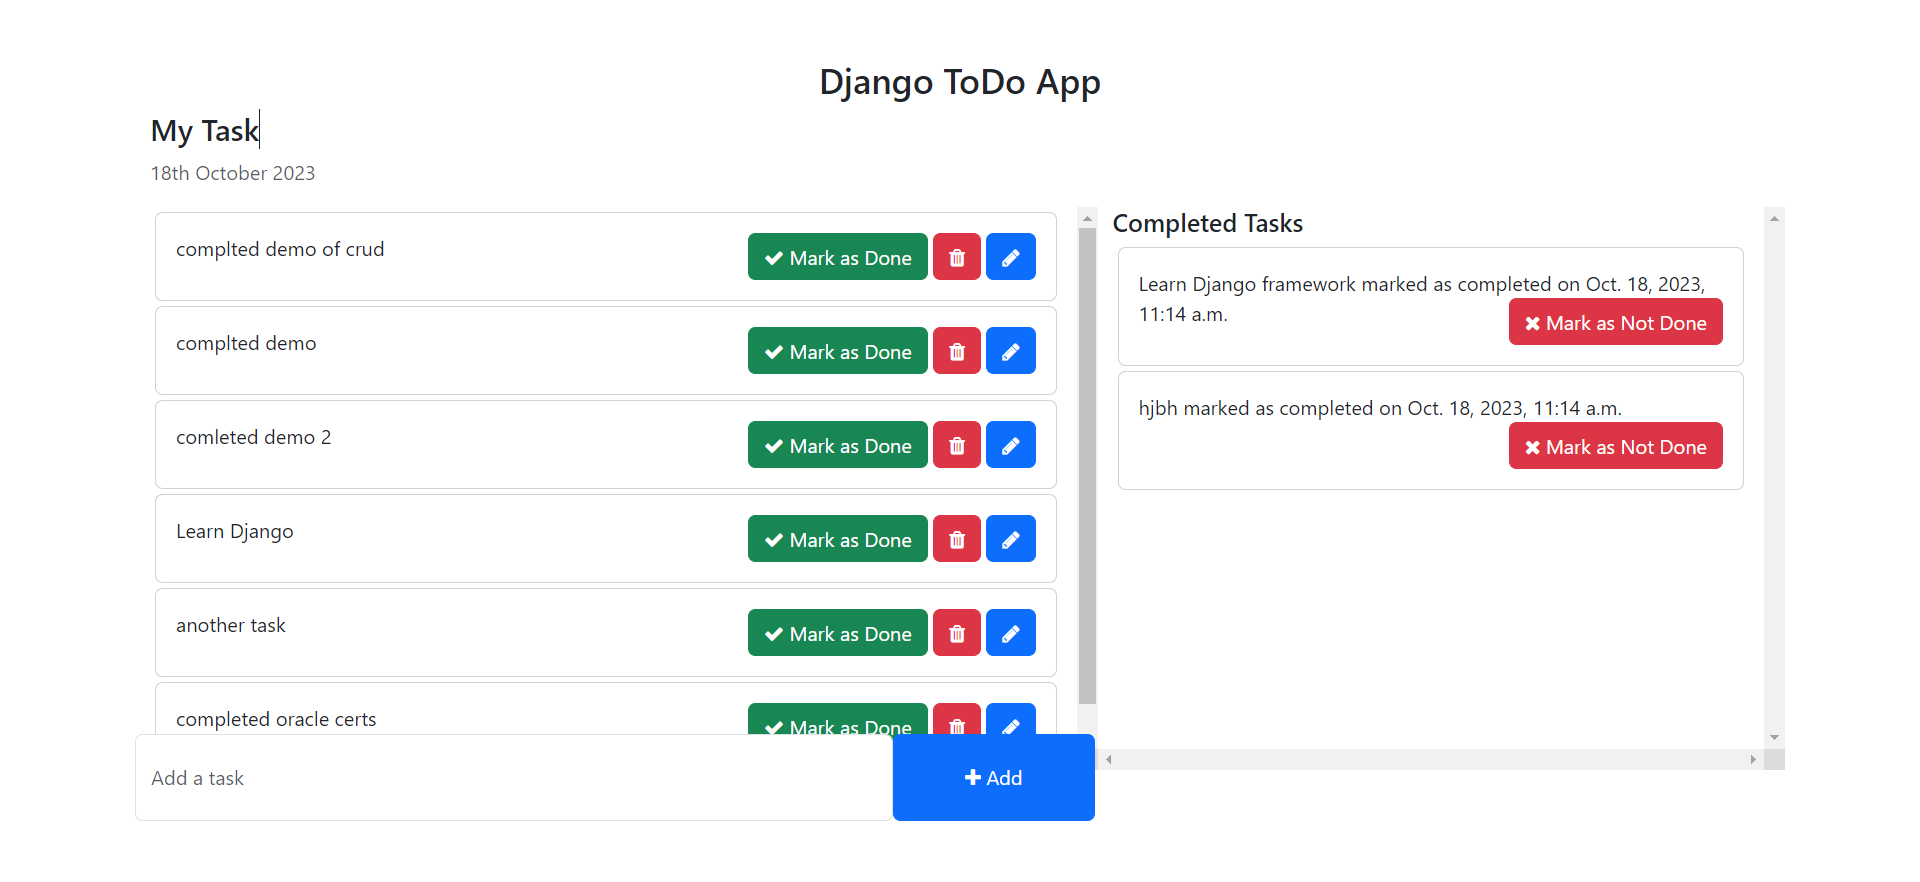 Django ToDo App
My Task
18th October 2023
complted demo of crud
Mark as Done
complted demo
Mark as Done
comleted demo 2
Mark as Done
Learn Django
Mark as Done
another task
Mark as Done
completed oracle certs
Mark as Done
Add a task
Add
Completed Tasks
Learn Django framework marked as completed on Oct. 18, 2023,
11:14 a.m.
Mark as Not Done
hjbh marked as completed on Oct. 18, 2023, 11:14 a.m.
Mark as Not Done